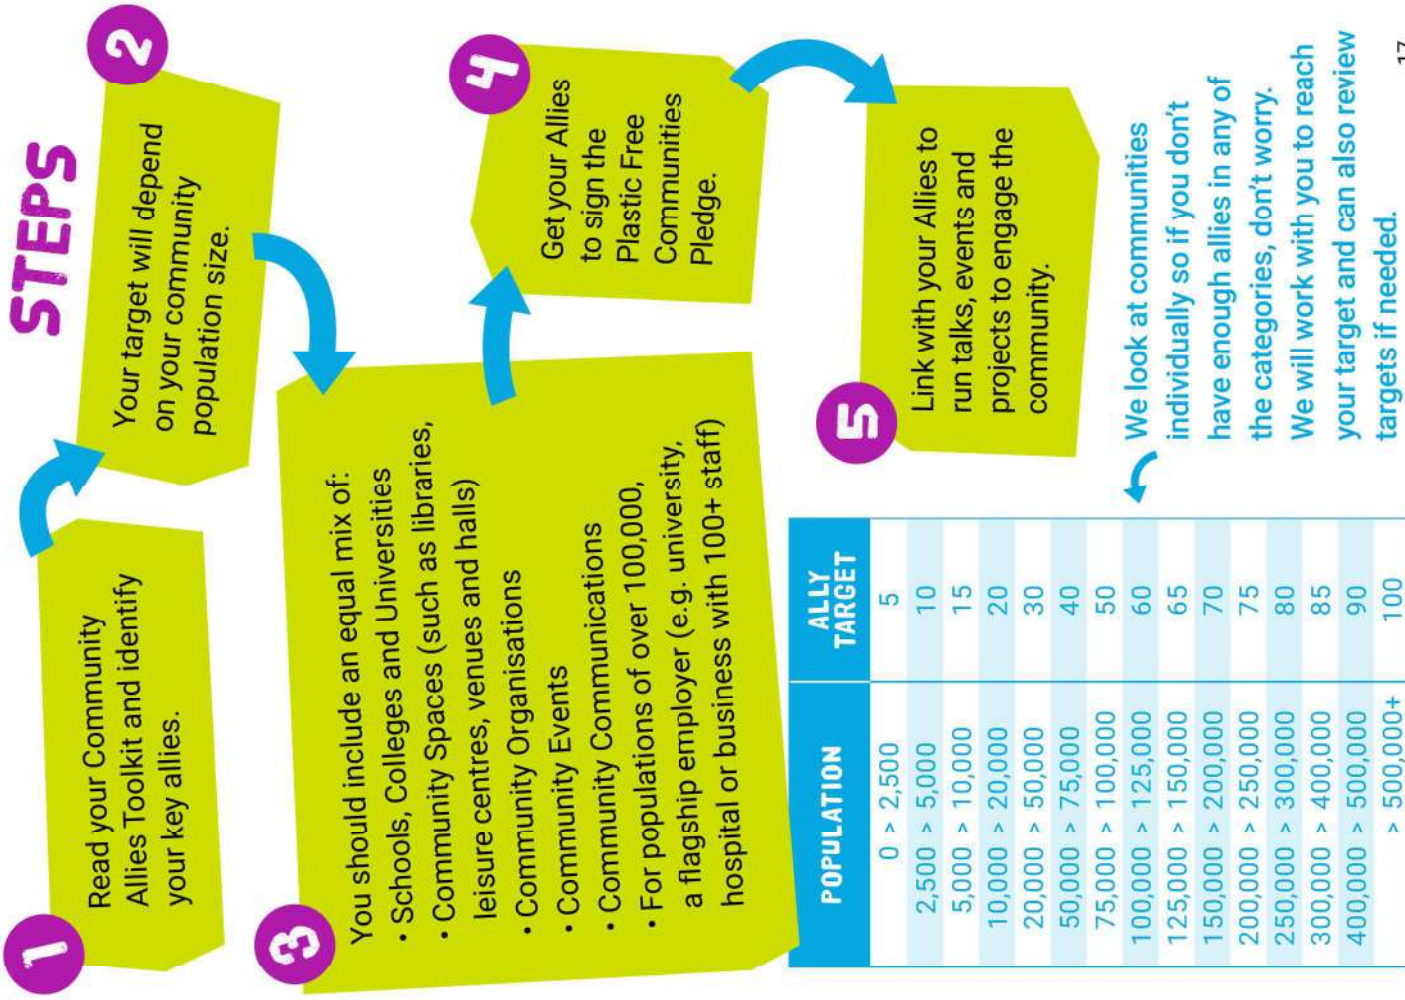 STEPS
1
Read your Community
Allies Toolkit and identify
your key allies.
2
Your target will depend
on your community
population size.
3
You should include an equal mix of:
• Schools, Colleges and Universities
• Community Spaces (such as libraries,
leisure centres, venues and halls)
• Community Organisations
• Community Events
• Community Communications
• For populations of over 100,000,
a flagship employer (e.g. university,
hospital or business with 100+ staff)
4
Get your Allies
to sign the
Plastic Free
Communities
Pledge.
5
Link with your Allies to
run talks, events and
projects to engage the
community.
POPULATION ALLY TARGET
0 > 2,500 5
2,500 > 5,000 10
5,000 > 10,000 15
10,000 > 20,000 20
20,000 > 50,000 30
50,000 > 75,000 40
75,000 > 100,000 50
100,000 > 125,000 60
125,000 > 150,000 65
150,000 > 200,000 70
200,000 > 250,000 75
250,000 > 300,000 80
300,000 > 400,000 85
400,000 > 500,000 90
> 500,000+ 100
We look at communities
individually so if you don't
have enough allies in any of
the categories, don't worry.
We will work with you to reach
your target and can also review
targets if needed.
17